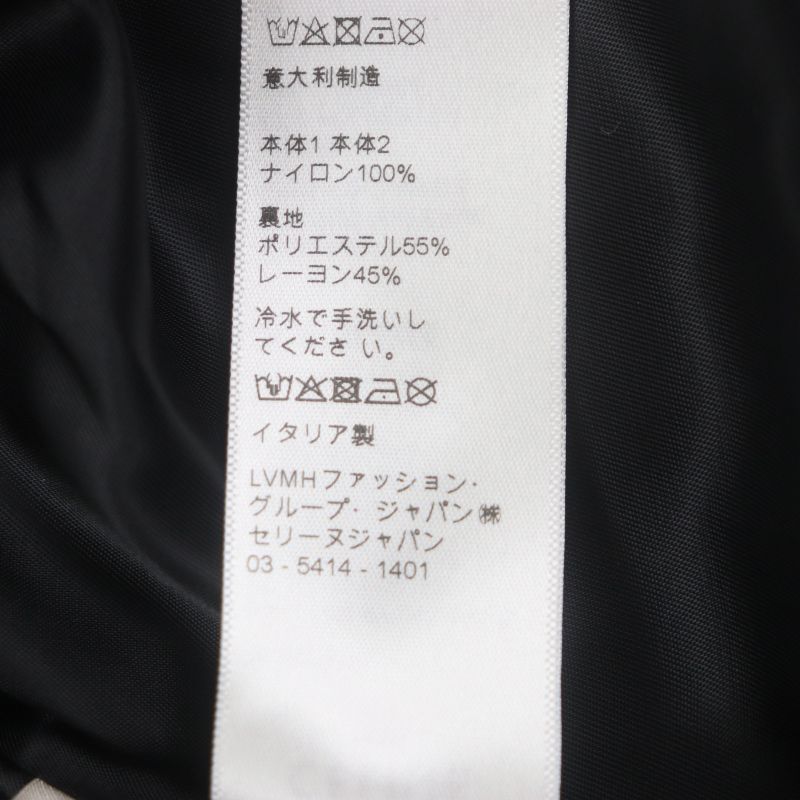 意大利制造
本体1 本体2
ナイロン100%
裏地
ポリエステル55%
レーヨン45%
冷水で手洗いし
てくださ い。
イタリア製
LVMHファッション・
グループ・ジャパン㈱
セリーヌジャパン
03 - 5414 - 1401